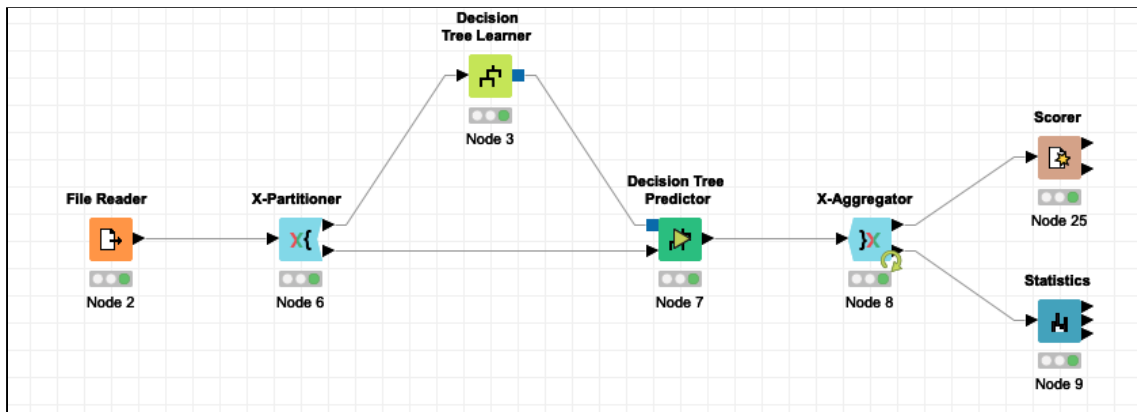 Decision
Tree Learner
Node 3
File Reader
Node 2
X-Partitioner
Node 6
Decision Tree
Predictor
Node 7
X-Aggregator
Node 8
Scorer
Node 25
Statistics
Node 9